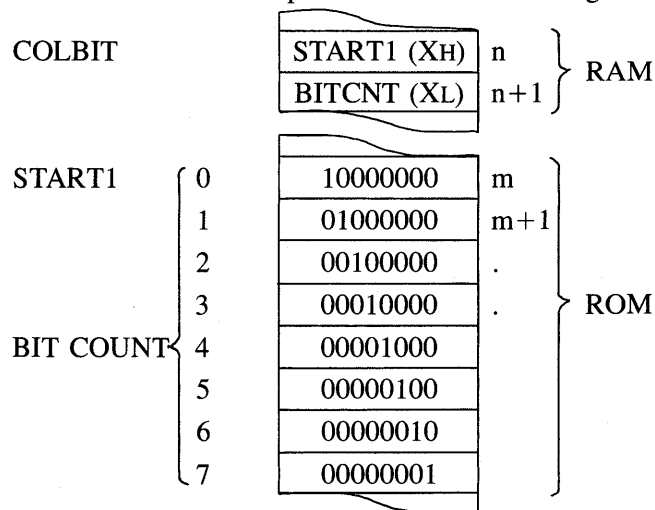 COLBIT START1 (XH) n RAM
BITCNT (XL) n+1
START1 0 10000000 m
1 01000000 m+1
2 00100000 .
3 00010000 . ROM
BIT COUNT 4 00001000
5 00000100
6 00000010
7 00000001